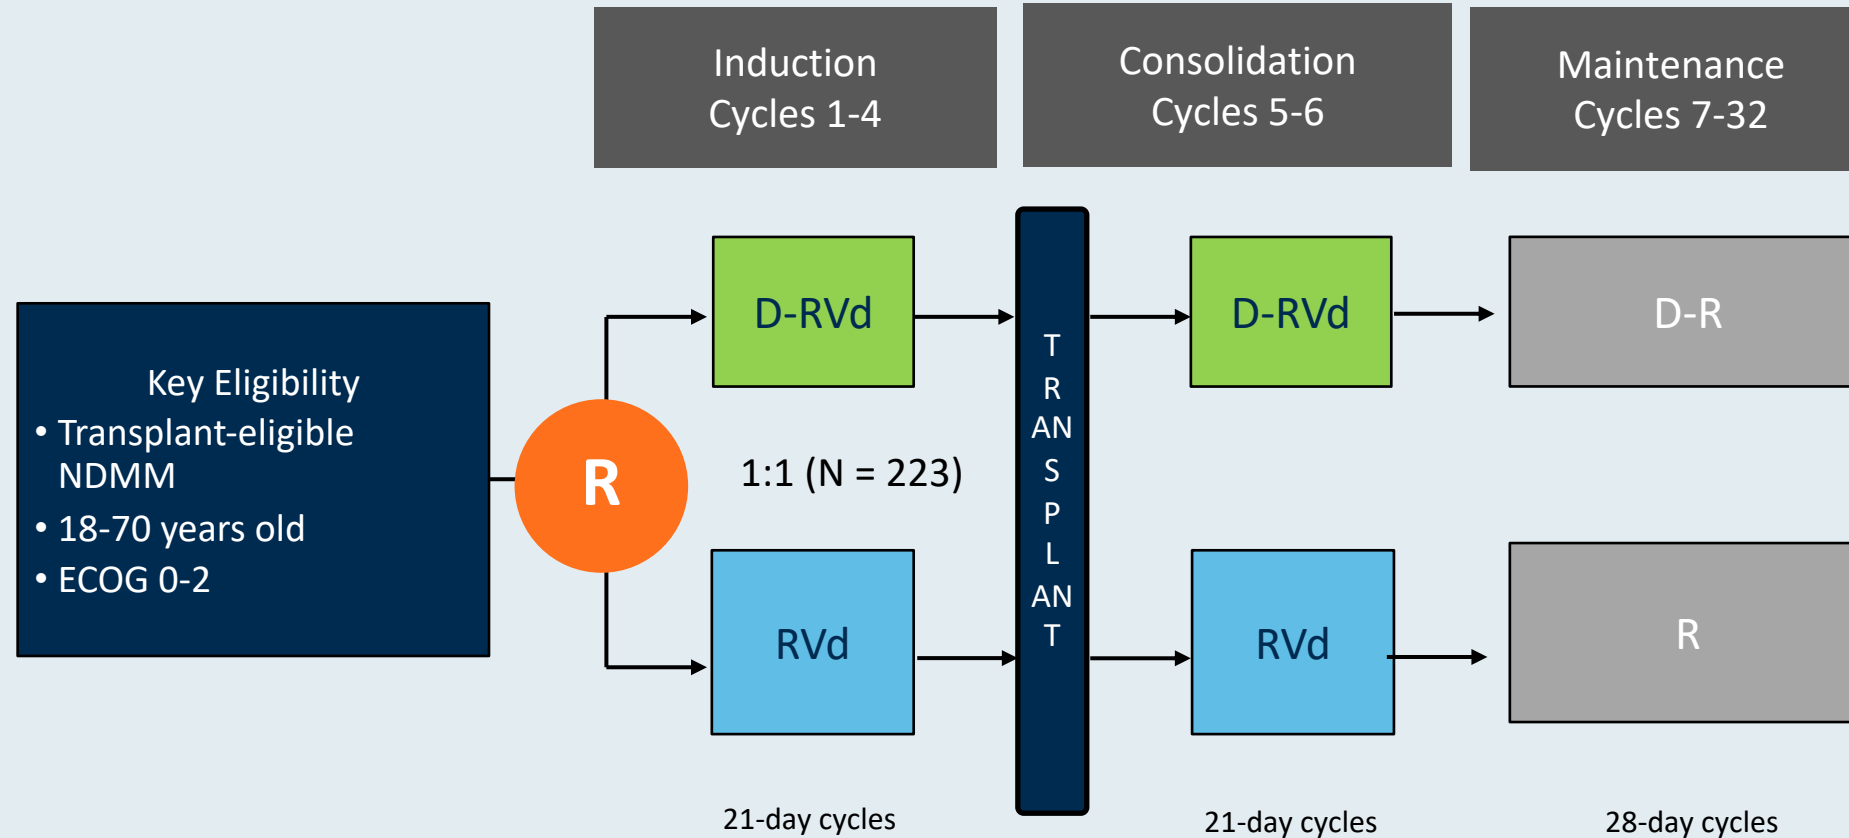 Induction
Cycles 1-4
Consolidation
Cycles 5-6
Maintenance
Cycles 7-32
Key Eligibility
• Transplant-eligible
NDMM
• 18-70 years old
• ECOG 0-2
R
D-RVd
1:1 (N = 223)
RVd
T
R
AN
S
P
L
AN
T
D-RVd
RVd
D-R
R
21-day cycles
21-day cycles
28-day cycles